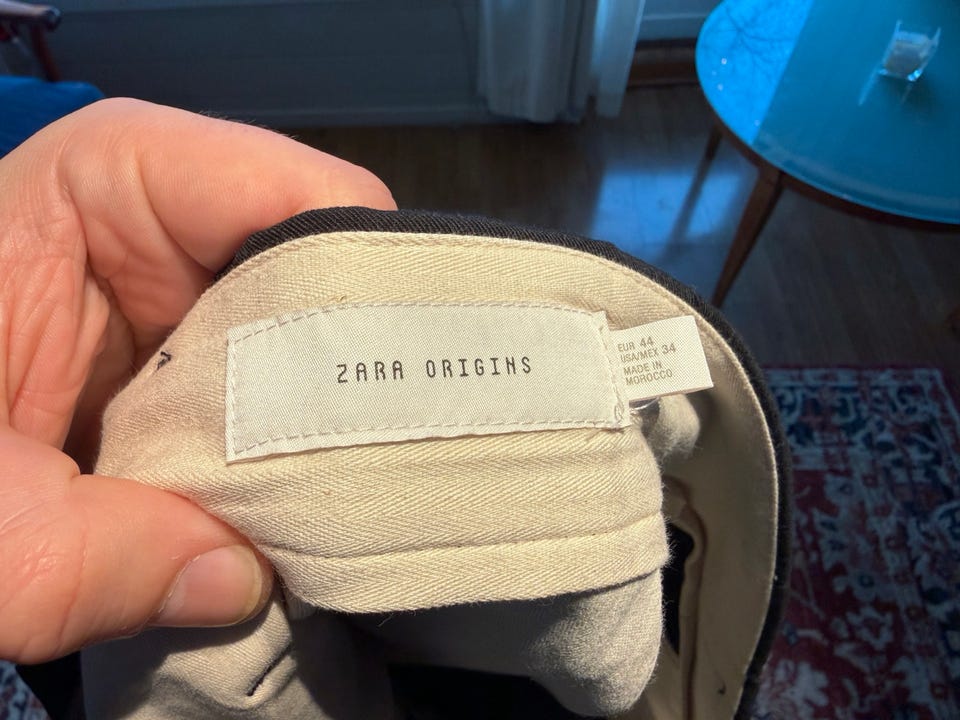 ZARA ORIGINS
EUR 44
USA/MEX 34
MADE IN
MOROCCO